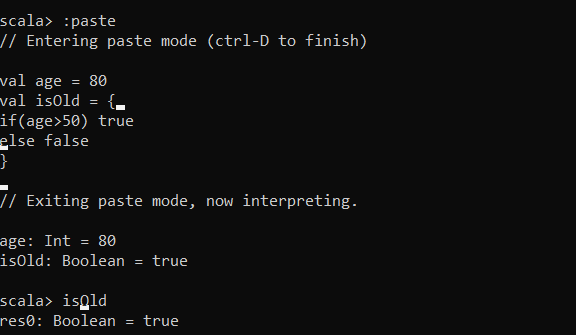 scala> :paste
// Entering paste mode (ctrl-D to finish)
val age = 80
val isOld = {
if(age>50) true
else false
}
// Exiting paste mode, now interpreting.
age: Int = 80
isOld: Boolean = true
scala> isOld
res0: Boolean = true